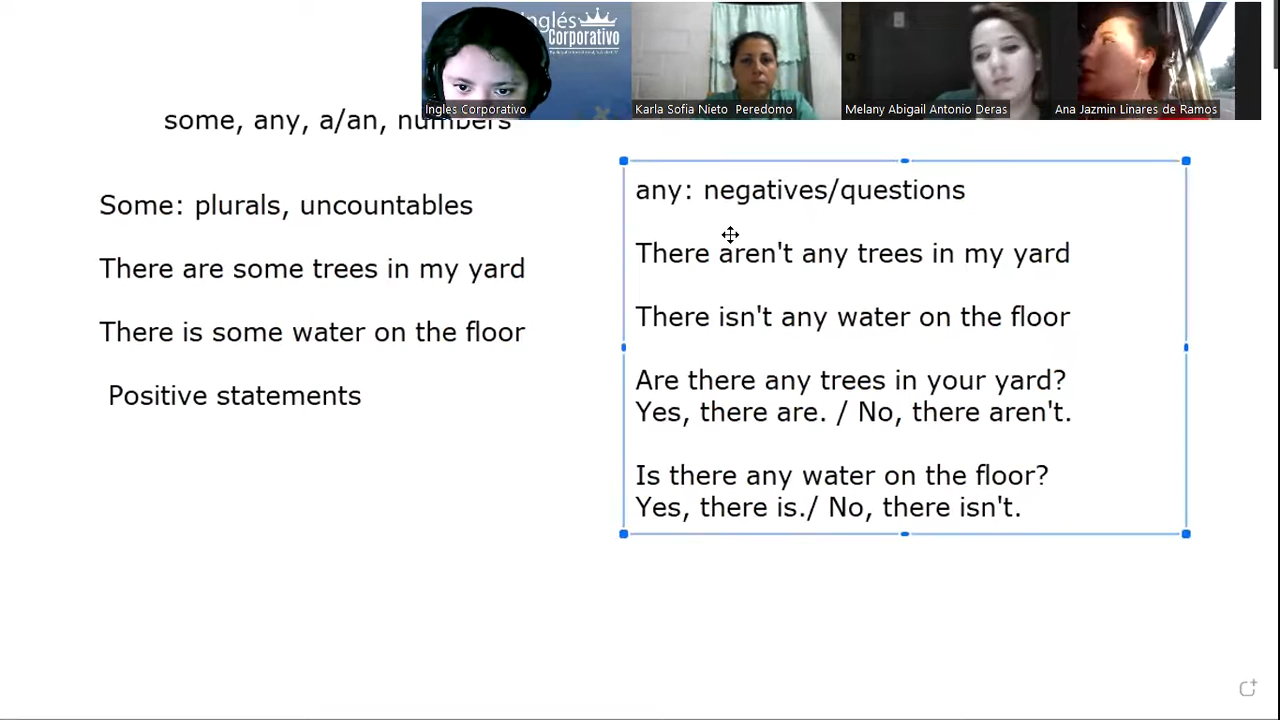 Inglés
Corporativo
Ingles Corporativo
Karla Sofia Nieto Peredomo
Melany Abigail Antonio Deras
Ana Jazmin Linares de Ramos
some, any, a/an, numbers
Some: plurals, uncountables
There are some trees in my yard
There is some water on the floor
Positive statements
any: negatives/questions
There aren't any trees in my yard
There isn't any water on the floor
Are there any trees in your yard?
Yes, there are. / No, there aren't.
Is there any water on the floor?
Yes, there is./ No, there isn't.